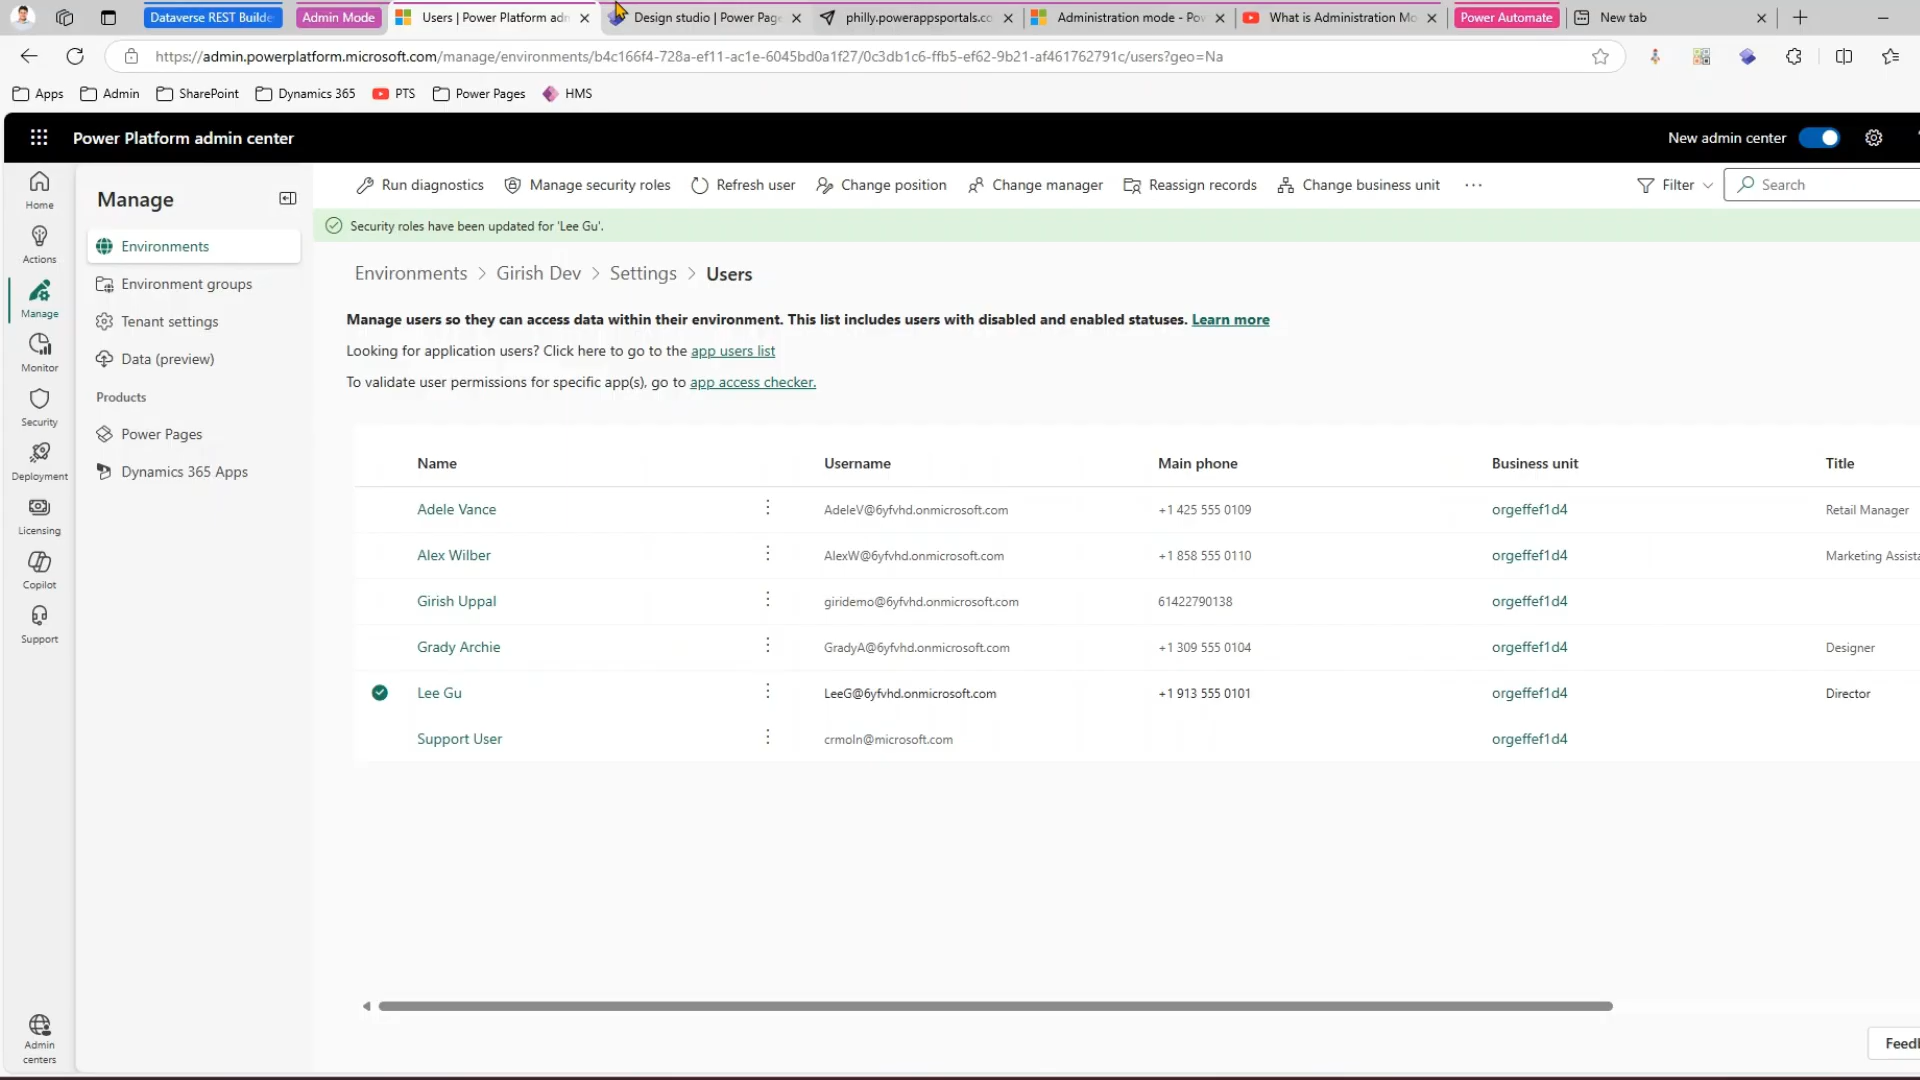 Dataverse REST Builde
Admin Mode
Users | Power Platform adn
Design studio | Power Page
philly.powerappsportals.co
Administration mode - Pow
What is Administration Mo
Power Automate
New tab
https://admin.powerplatform.microsoft.com/manage/environments/b4c166f4-728a-ef11-ac1e-6045bd0a1f27/0c3db1c6-ffb5-ef62-9b21-af461762791c/users?geo=Na
Apps
Admin
SharePoint
Dynamics 365
PTS
Power Pages
HMS
Power Platform admin center
New admin center
Home
Actions
Manage
Monitor
Security
Deployment
Licensing
Copilot
Support
Admin
centers
Manage
Environments
Environment groups
Tenant settings
Data (preview)
Products
Power Pages
Dynamics 365 Apps
Run diagnostics
Manage security roles
Refresh user
Change position
Change manager
Reassign records
Change business unit
Filter
Search
Security roles have been updated for 'Lee Gu'.
Environments > Girish Dev > Settings > Users
Manage users so they can access data within their environment. This list includes users with disabled and enabled statuses. Learn more
Looking for application users? Click here to go to the app users list
To validate user permissions for specific app(s), go to app access checker.
Name Username Main phone Business unit Title
Adele Vance AdeleV@6yfvhd.onmicrosoft.com +1 425 555 0109 orgeffef1d4 Retail Manager
Alex Wilber AlexW@6yfvhd.onmicrosoft.com +1 858 555 0110 orgeffef1d4 Marketing Assista
Girish Uppal giridemo@6yfvhd.onmicrosoft.com 61422790138 orgeffef1d4
Grady Archie GradyA@6yfvhd.onmicrosoft.com +1 309 555 0104 orgeffef1d4 Designer
Lee Gu LeeG@6yfvhd.onmicrosoft.com +1 913 555 0101 orgeffef1d4 Director
Support User crmoln@microsoft.com orgeffef1d4
Feedl